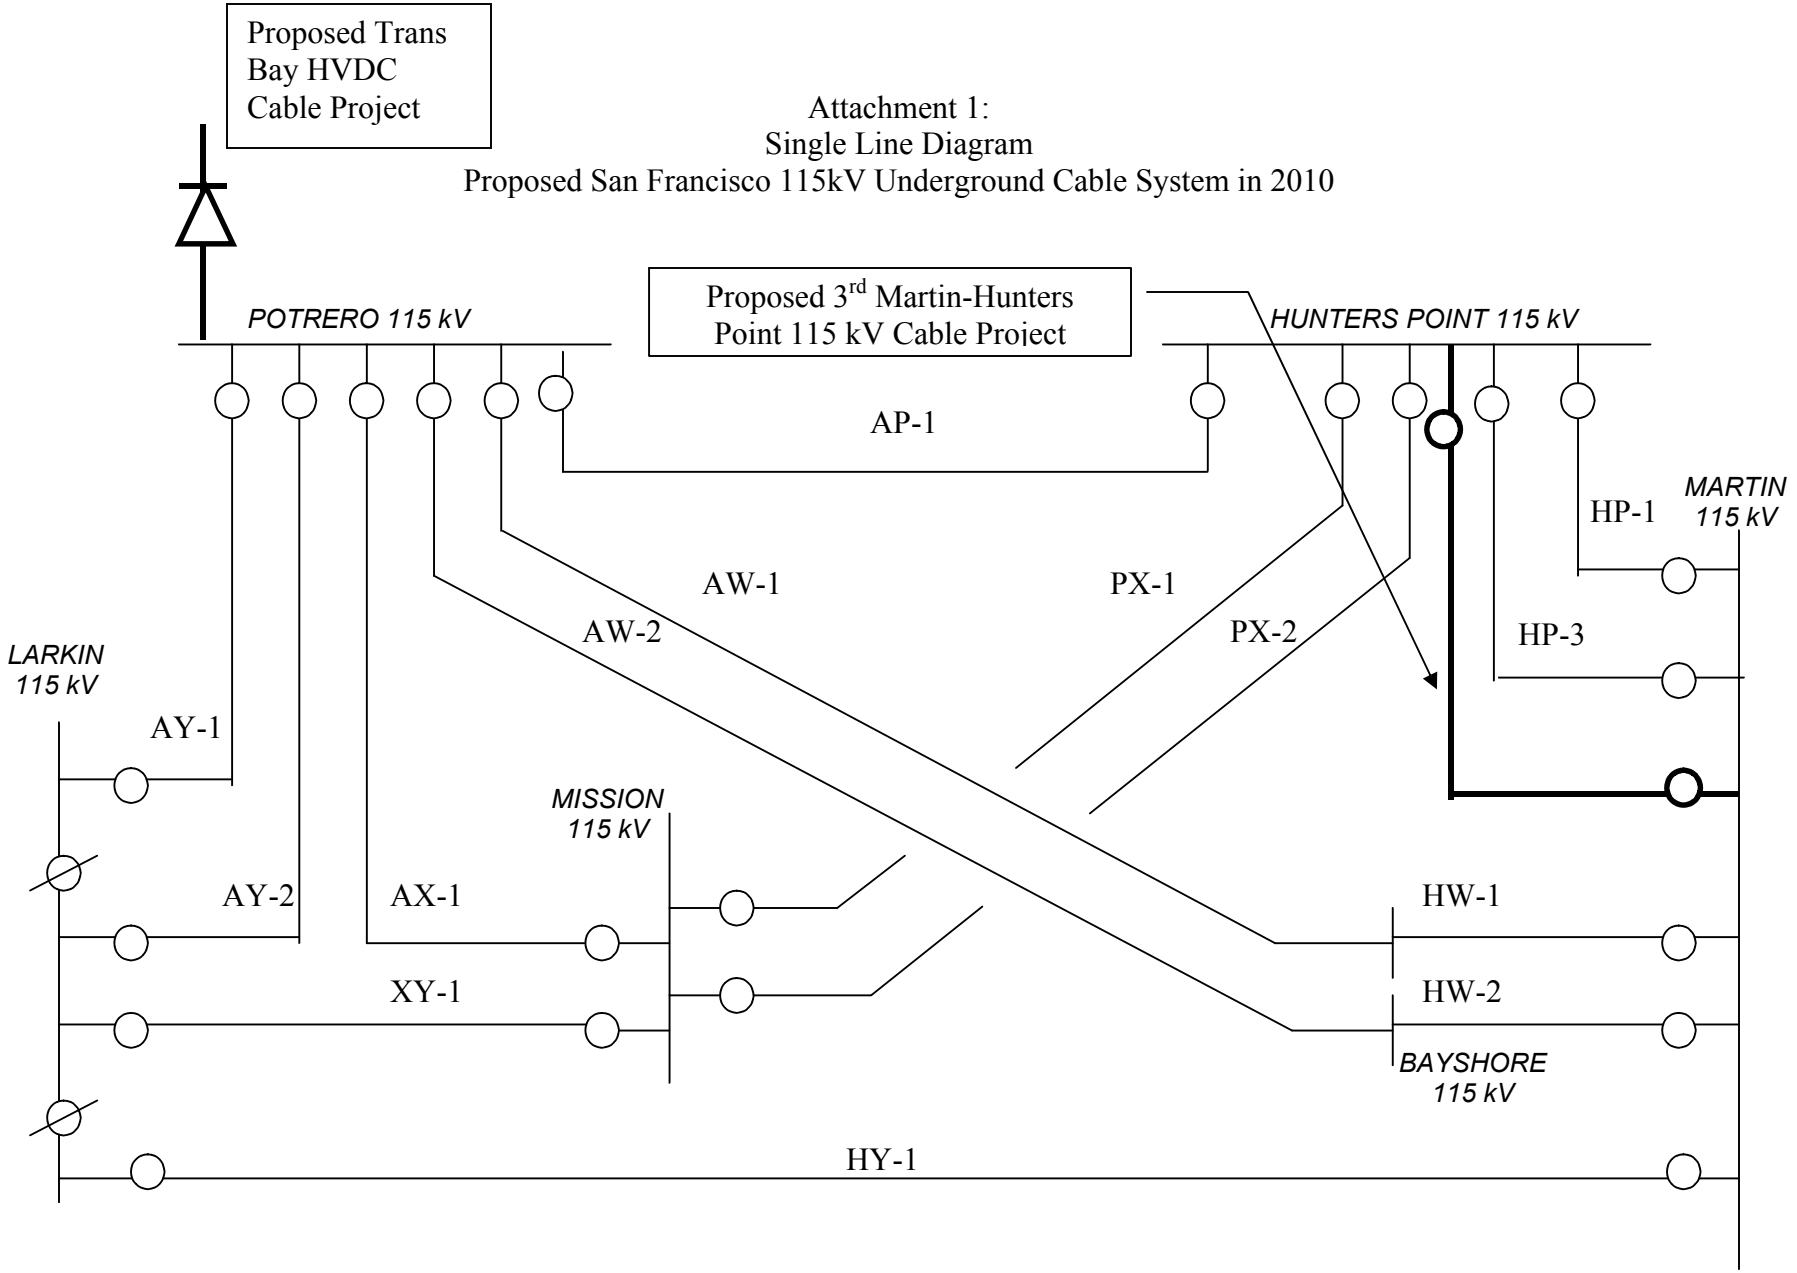 Proposed Trans
Bay HVDC
Cable Project
Attachment 1:
Single Line Diagram
Proposed San Francisco 115kV Underground Cable System in 2010
Proposed 3rd Martin-Hunters
Point 115 kV Cable Project
POTRERO 115 kV
HUNTERS POINT 115 kV
AP-1
MARTIN
115 kV
HP-1
AW-1
PX-1
AW-2
PX-2
HP-3
LARKIN
115 kV
AY-1
MISSION
115 kV
AY-2
AX-1
HW-1
XY-1
HW-2
BAYSHORE
115 kV
HY-1